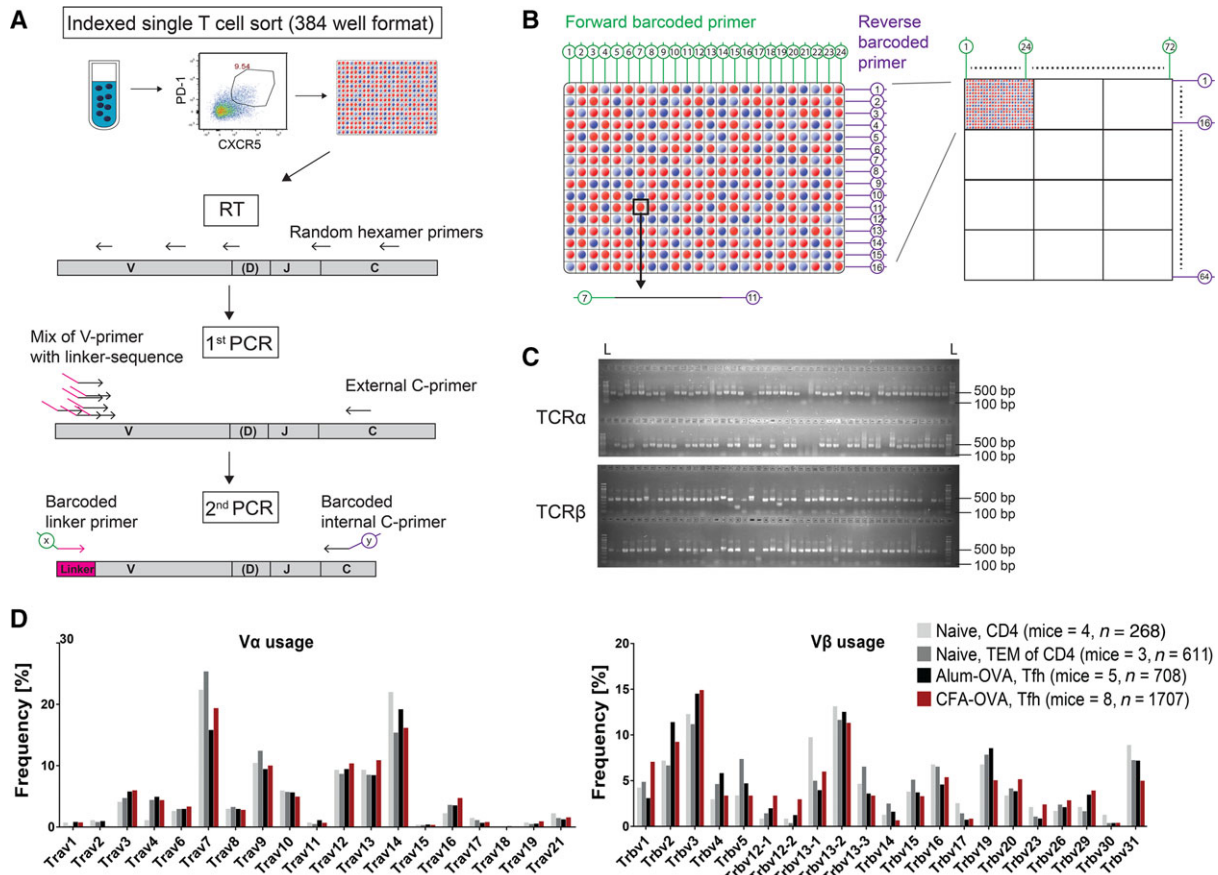 A
Indexed single T cell sort (384 well format)
9.54
PD-1
CXCR5
RT
Random hexamer primers
V (D) J C
1st PCR
Mix of V-primer
with linker-sequence
External C-primer
V (D) J C
2nd PCR
Barcoded
linker primer
Barcoded
internal C-primer
x
y
Linker V (D) J C
B
Forward barcoded primer
Reverse
barcoded
primer
1 2 3 4 5 6 7 8 9 10 11 12 13 14 15 16 17 18 19 20 21 22 23 24
1
2
3
4
5
6
7
8
9
10
11
12
13
14
15
16
7
11
1 24 72
1
16
64
C
L L
TCRα
500 bp
100 bp
500 bp
100 bp
TCRβ
500 bp
100 bp
500 bp
100 bp
D
Vα usage
Frequency [%]
30
20
10
0
Trav1 Trav2 Trav3 Trav4 Trav6 Trav7 Trav8 Trav9 Trav10 Trav11 Trav12 Trav13 Trav14 Trav15 Trav16 Trav17 Trav18 Trav19 Trav21
Vβ usage
Frequency [%]
20
15
10
5
0
Trbv1 Trbv2 Trbv3 Trbv4 Trbv5 Trbv12-1 Trbv12-2 Trbv13-1 Trbv13-2 Trbv13-3 Trbv14 Trbv15 Trbv16 Trbv17 Trbv19 Trbv20 Trbv23 Trbv26 Trbv29 Trbv30 Trbv31
Naive, CD4 (mice = 4, n = 268)
Naive, TEM of CD4 (mice = 3, n = 611)
Alum-OVA, Tfh (mice = 5, n = 708)
CFA-OVA, Tfh (mice = 8, n = 1707)